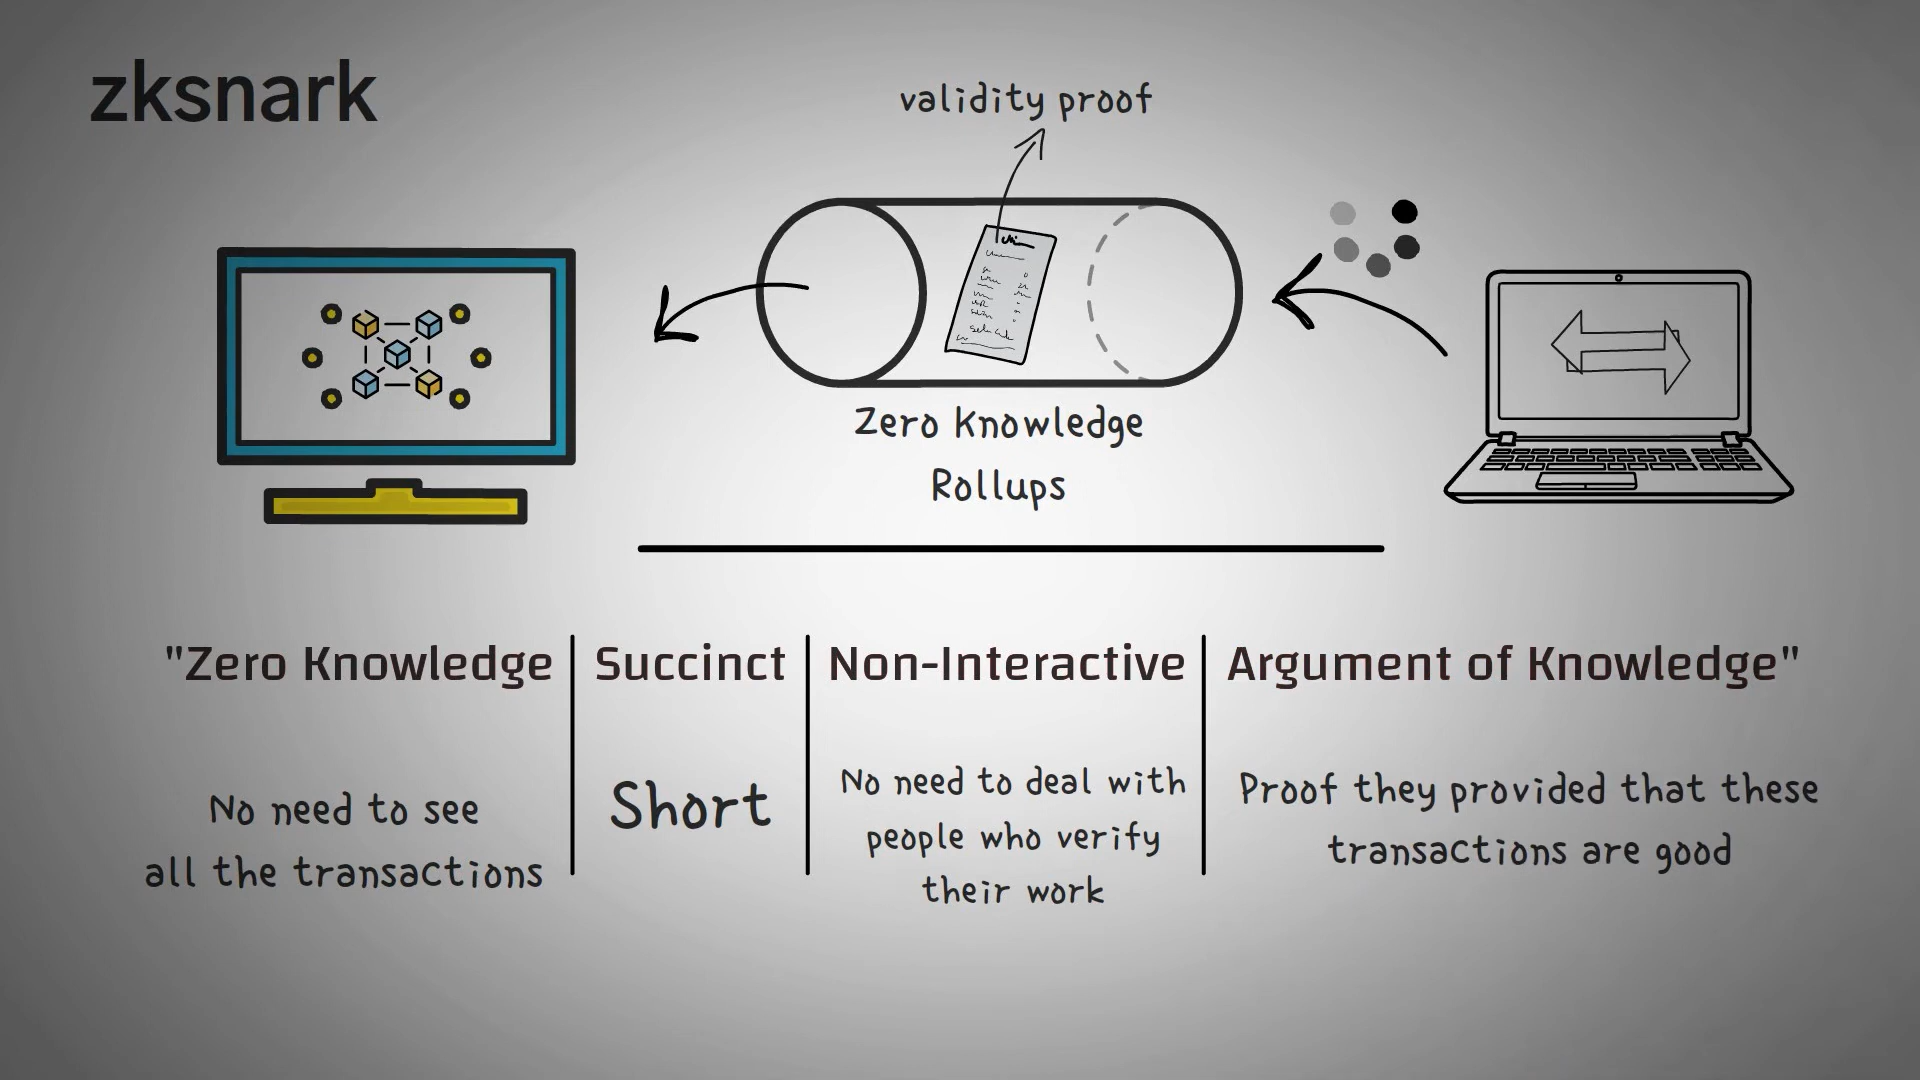 zksnark
validity proof
Zero Knowledge
Rollups
"Zero Knowledge
Succinct
Non-Interactive
Argument of Knowledge"
No need to see
all the transactions
Short
No need to deal with
people who verify
their work
Proof they provided that these
transactions are good